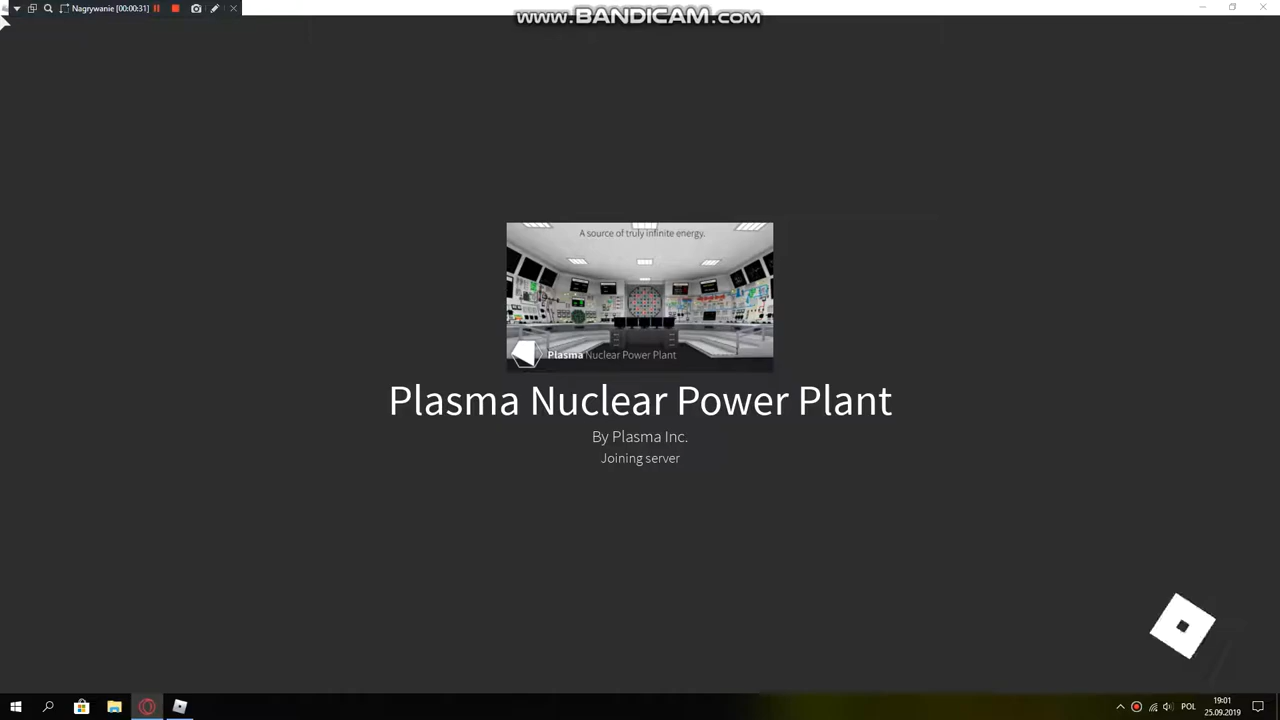 Nagrywanie [00:00:31]
www.BANDICAM.com
A source of truly infinite energy.
Plasma Nuclear Power Plant
Plasma Nuclear Power Plant
By Plasma Inc.
Joining server
POL
19:01
25.09.2019